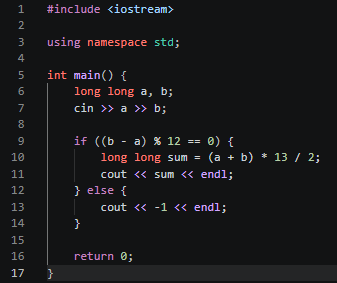 1 #include <iostream>
2
3 using namespace std;
4
5 int main() {
6     long long a, b;
7     cin >> a >> b;
8
9     if ((b - a) % 12 == 0) {
10         long long sum = (a + b) * 13 / 2;
11         cout << sum << endl;
12     } else {
13         cout << -1 << endl;
14     }
15
16     return 0;
17 }